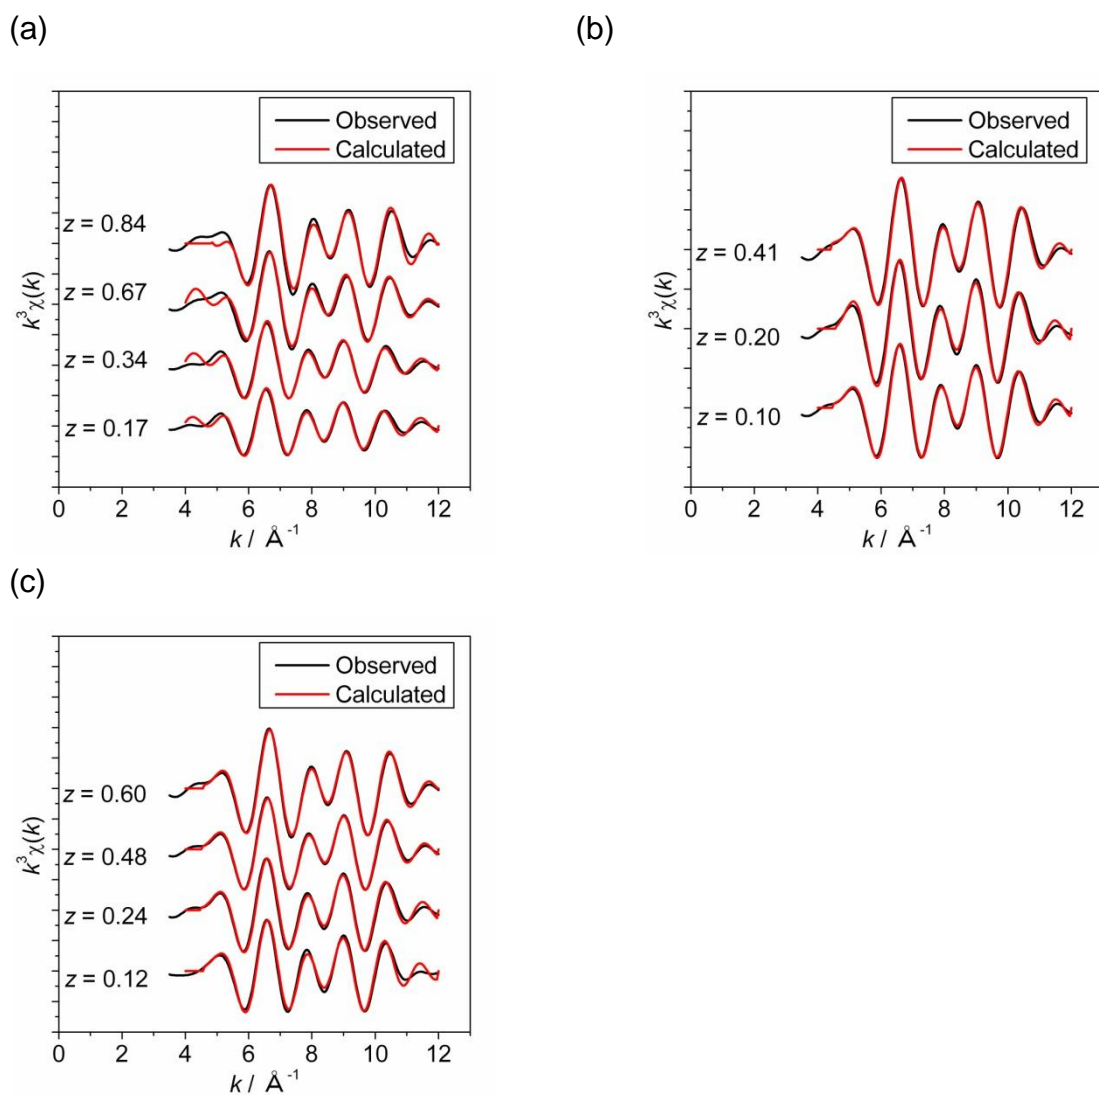 (a)
Observed
Calculated
z = 0.84
z = 0.67
z = 0.34
z = 0.17
k³χ(k)
0 2 4 6 8 10 12
k / Å⁻¹
(b)
Observed
Calculated
z = 0.41
z = 0.20
z = 0.10
k³χ(k)
0 2 4 6 8 10 12
k / Å⁻¹
(c)
Observed
Calculated
z = 0.60
z = 0.48
z = 0.24
z = 0.12
k³χ(k)
0 2 4 6 8 10 12
k / Å⁻¹